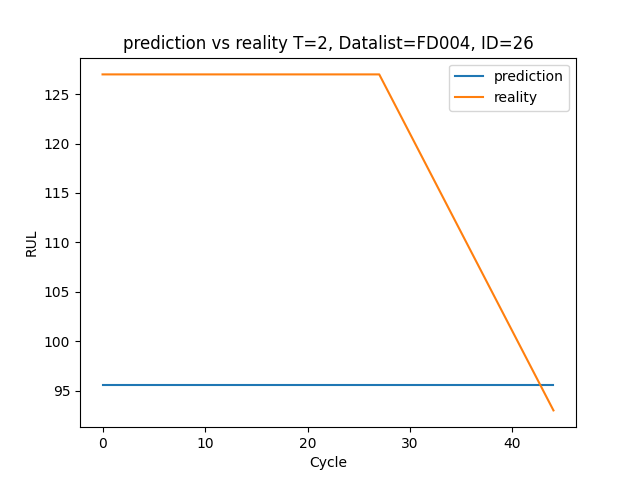 prediction vs reality T=2, Datalist=FD004, ID=26
prediction
reality
RUL
125
120
115
110
105
100
95
0 10 20 30 40
Cycle